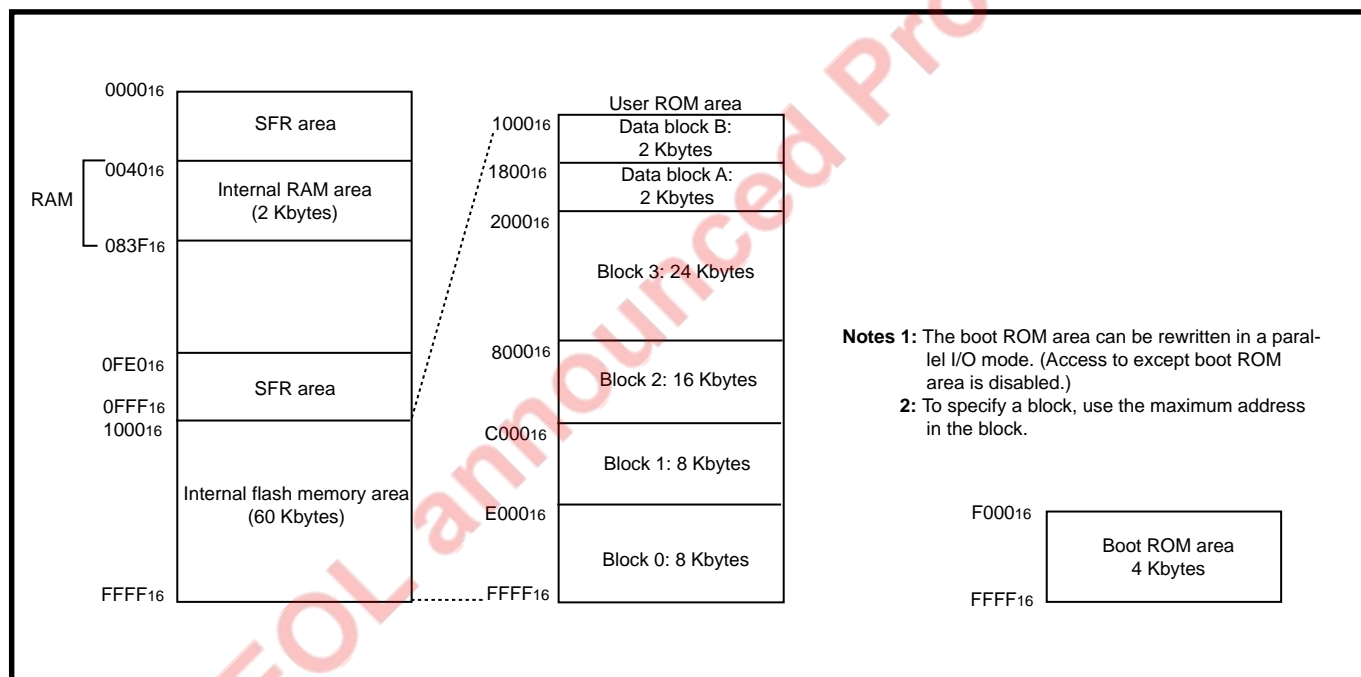 000016
SFR area
004016
RAM
Internal RAM area
(2 Kbytes)
083F16
0FE016
SFR area
0FFF16
100016
Internal flash memory area
(60 Kbytes)
FFFF16
User ROM area
100016
Data block B:
2 Kbytes
180016
Data block A:
2 Kbytes
200016
Block 3: 24 Kbytes
800016
Block 2: 16 Kbytes
C00016
Block 1: 8 Kbytes
E00016
Block 0: 8 Kbytes
FFFF16
Notes 1: The boot ROM area can be rewritten in a paral-
lel I/O mode. (Access to except boot ROM
area is disabled.)
2: To specify a block, use the maximum address
in the block.
F00016
Boot ROM area
4 Kbytes
FFFF16
EOL announced Pro